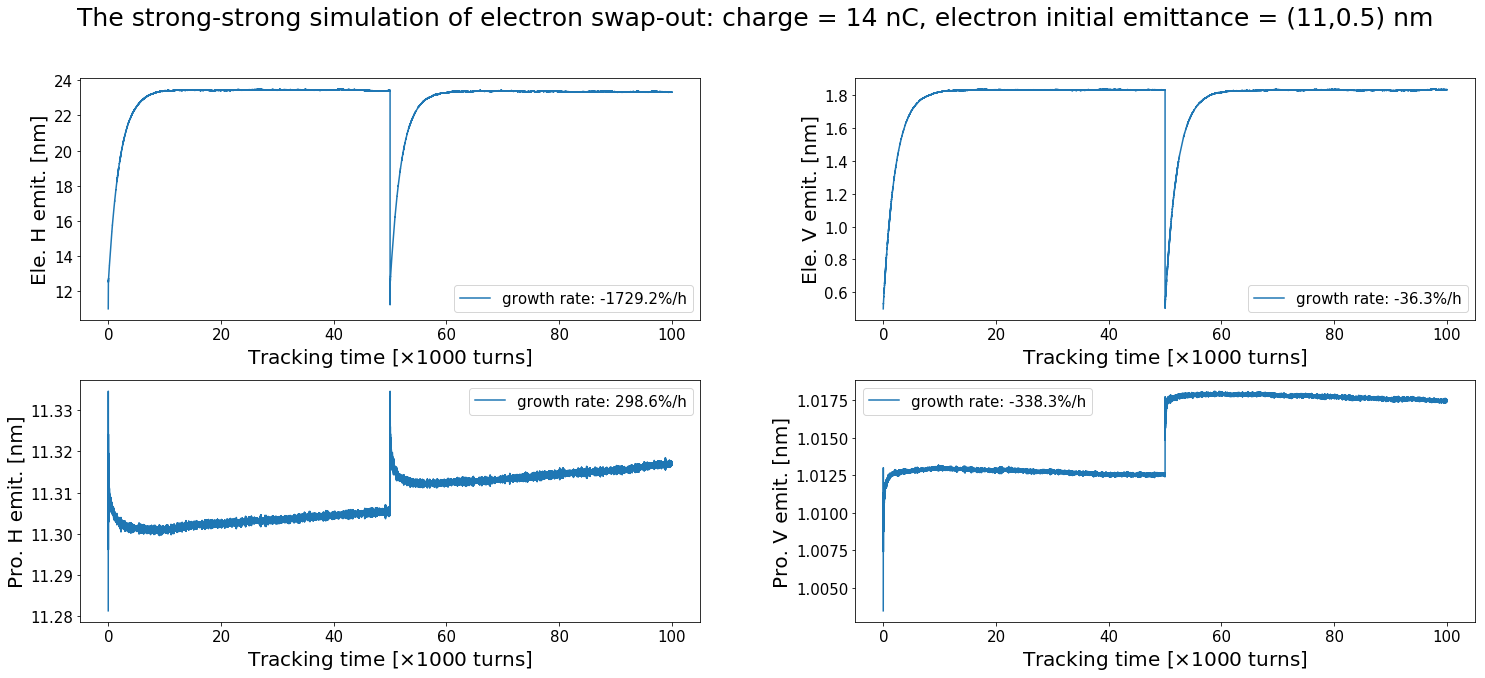 The strong-strong simulation of electron swap-out: charge = 14 nC, electron initial emittance = (11,0.5) nm
Ele. H emit. [nm]
24
22
20
18
16
14
12
growth rate: -1729.2%/h
0 20 40 60 80 100
Tracking time [×1000 turns]
Ele. V emit. [nm]
1.8
1.6
1.4
1.2
1.0
0.8
0.6
growth rate: -36.3%/h
0 20 40 60 80 100
Tracking time [×1000 turns]
Pro. H emit. [nm]
11.33
11.32
11.31
11.30
11.29
11.28
growth rate: 298.6%/h
0 20 40 60 80 100
Tracking time [×1000 turns]
Pro. V emit. [nm]
1.0175
1.0150
1.0125
1.0100
1.0075
1.0050
growth rate: -338.3%/h
0 20 40 60 80 100
Tracking time [×1000 turns]